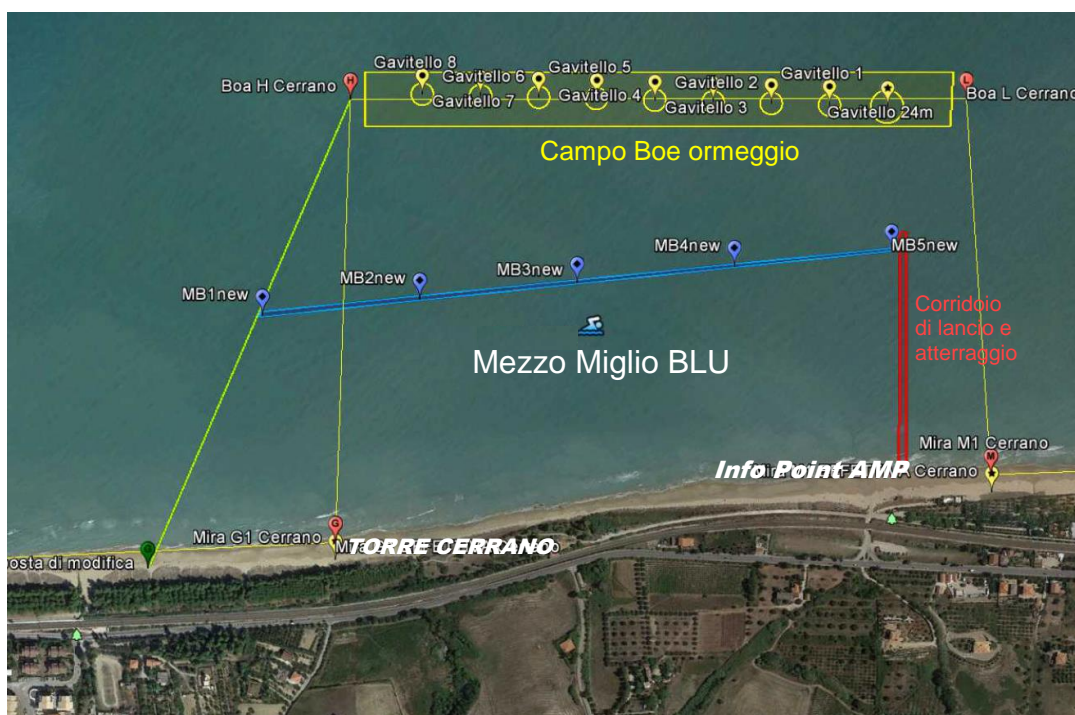 Gavitello 8
Gavitello 6
Gavitello 5
Gavitello 2
Gavitello 1
Boa H Cerrano
Gavitello 7
Gavitello 4
Gavitello 3
Gavitello 24m
Boa L Cerrano
H
L
Campo Boe ormeggio
MB1new
MB2new
MB3new
MB4new
MB5new
Corridoio
di lancio e
atterraggio
Mezzo Miglio BLU
Mira M1 Cerrano
Info Point AMP
Cerrano
M
G
Mira G1 Cerrano
TORRE CERRANO
posta di modifica